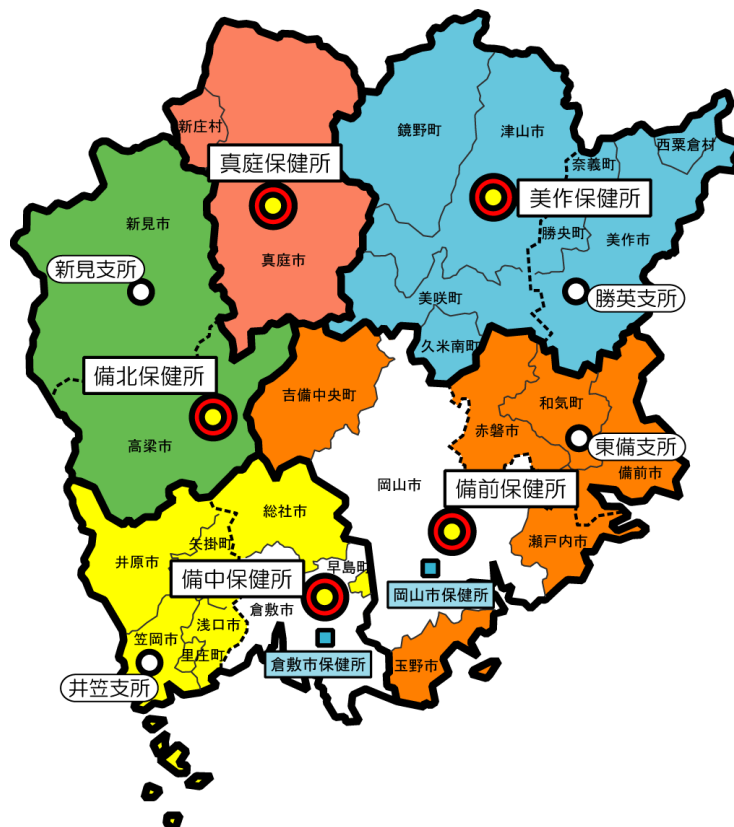 新庄村
鏡野町
津山市
奈義町
西粟倉村
真庭保健所
美作保健所
新見市
勝央町
美作市
真庭市
新見支所
美咲町
勝英支所
久米南町
備北保健所
吉備中央町
和気町
赤磐市
東備支所
高梁市
備前市
岡山市
備前保健所
総社市
矢掛町
瀬戸内市
井原市
早島町
備中保健所
岡山市保健所
倉敷市
浅口市
笠岡市
里庄町
倉敷市保健所
玉野市
井笠支所